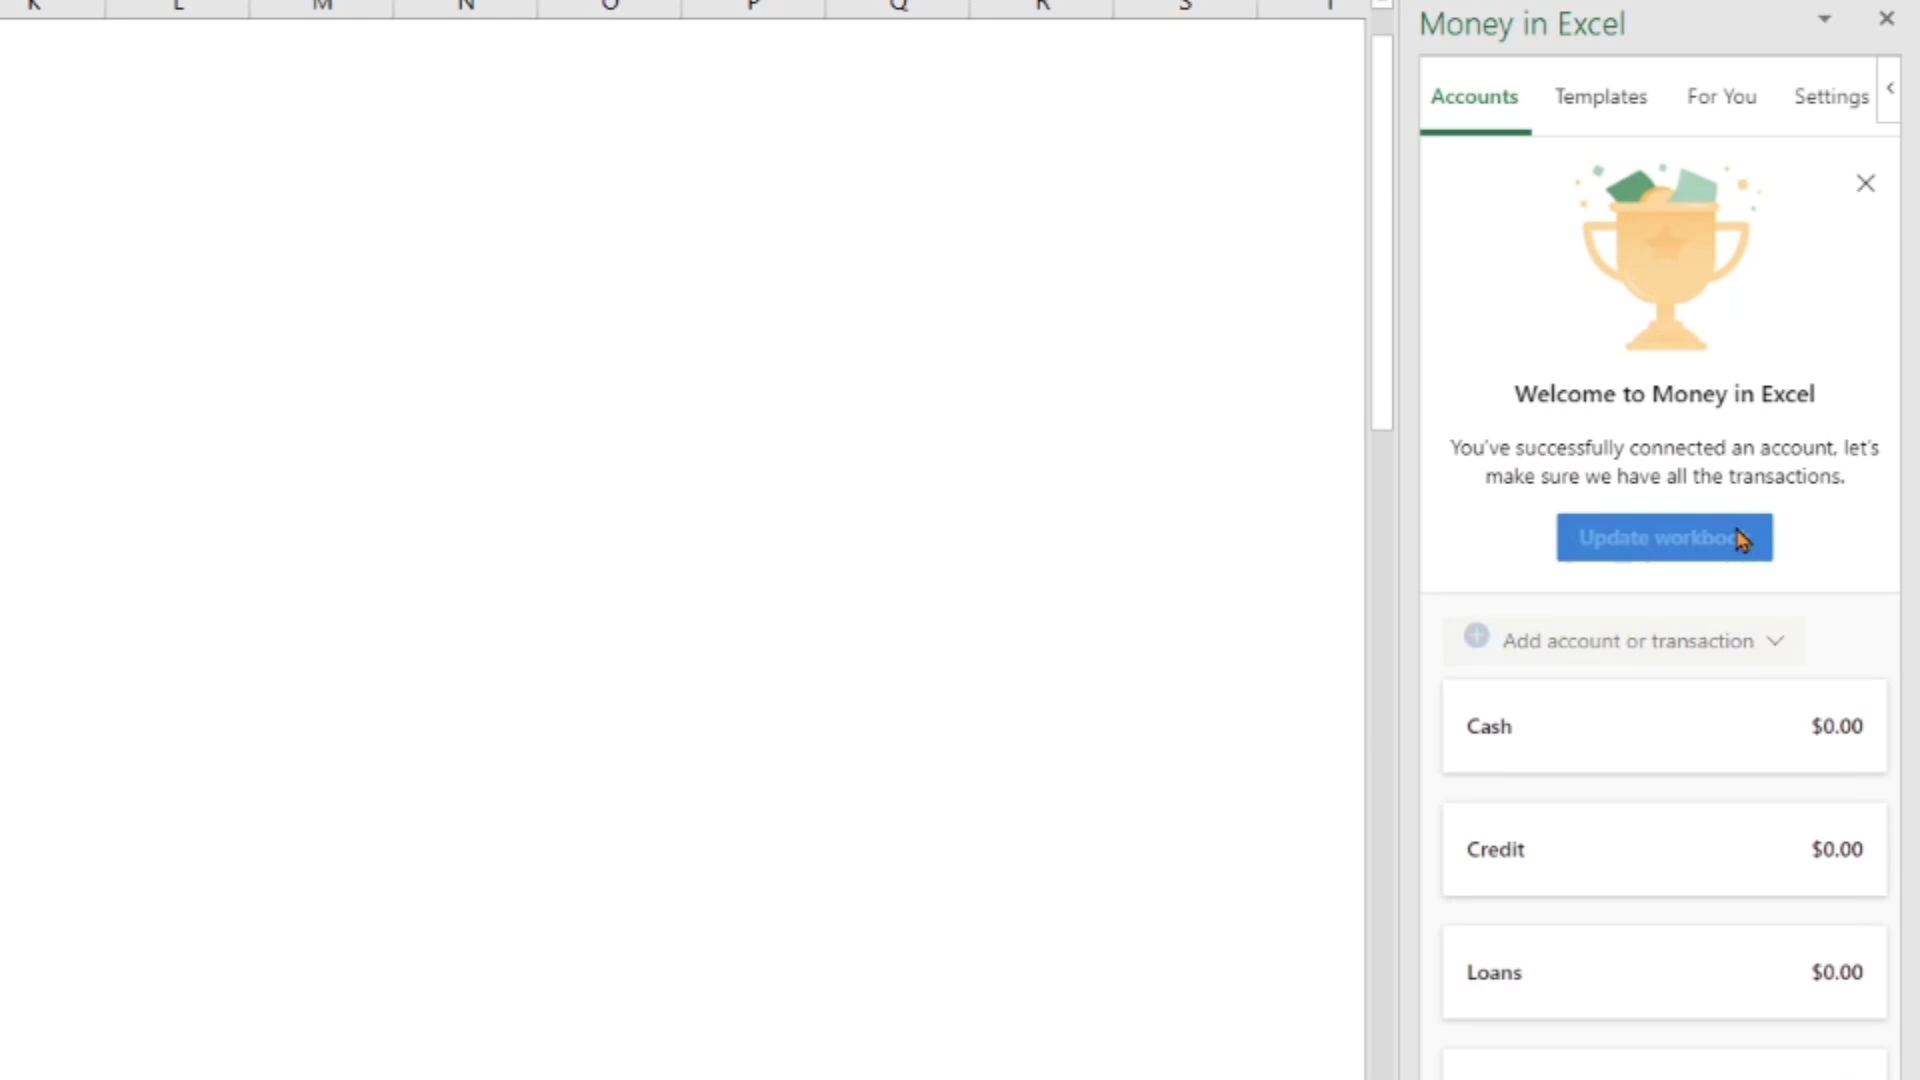 K L M N O P Q R S T
Money in Excel
Accounts Templates For You Settings
Welcome to Money in Excel
You've successfully connected an account, let's
make sure we have all the transactions.
Update workboo
Add account or transaction
Cash $0.00
Credit $0.00
Loans $0.00